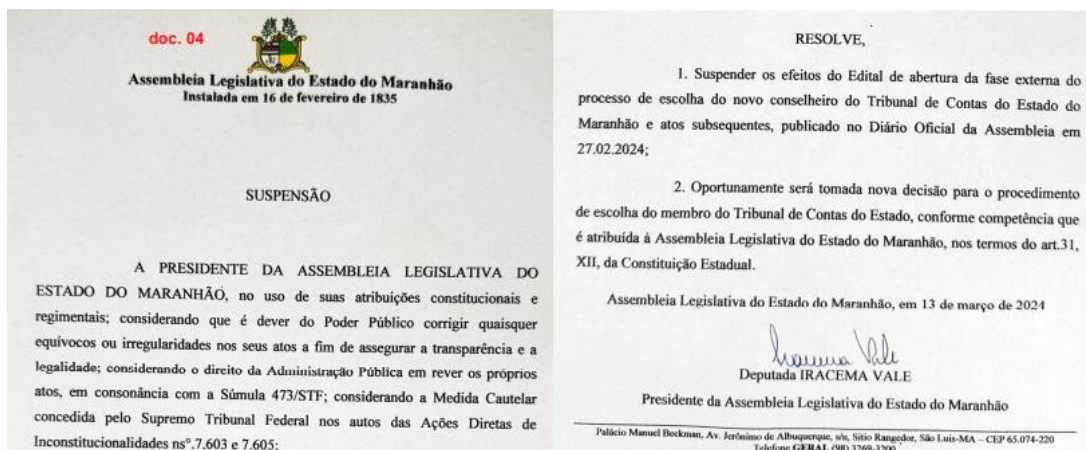 doc. 04
Assembleia Legislativa do Estado do Maranhão
Instalada em 16 de fevereiro de 1835
SUSPENSÃO
A PRESIDENTE DA ASSEMBLEIA LEGISLATIVA DO
ESTADO DO MARANHÃO, no uso de suas atribuições constitucionais e
regimentais; considerando que é dever do Poder Público corrigir quaisquer
equívocos ou irregularidades nos seus atos a fim de assegurar a transparência e a
legalidade; considerando o direito da Administração Pública em rever os próprios
atos, em consonância com a Súmula 473/STF; considerando a Medida Cautelar
concedida pelo Supremo Tribunal Federal nos autos das Ações Diretas de
Inconstitucionalidades nsº.7.603 e 7.605;
RESOLVE,
1. Suspender os efeitos do Edital de abertura da fase externa do
processo de escolha do novo conselheiro do Tribunal de Contas do Estado do
Maranhão e atos subsequentes, publicado no Diário Oficial da Assembleia em
27.02.2024;
2. Oportunamente será tomada nova decisão para o procedimento
de escolha do membro do Tribunal de Contas do Estado, conforme competência que
é atribuída à Assembleia Legislativa do Estado do Maranhão, nos termos do art.31,
XII, da Constituição Estadual.
Assembleia Legislativa do Estado do Maranhão, em 13 de março de 2024
Iracema Vale
Deputada IRACEMA VALE
Presidente da Assembleia Legislativa do Estado do Maranhão
Palácio Manuel Beckman, Av. Jerônimo de Albuquerque, s/n, Sítio Rangedor, São Luis-MA – CEP 65.074-220
Telefone GERAL (98) 3269-3200